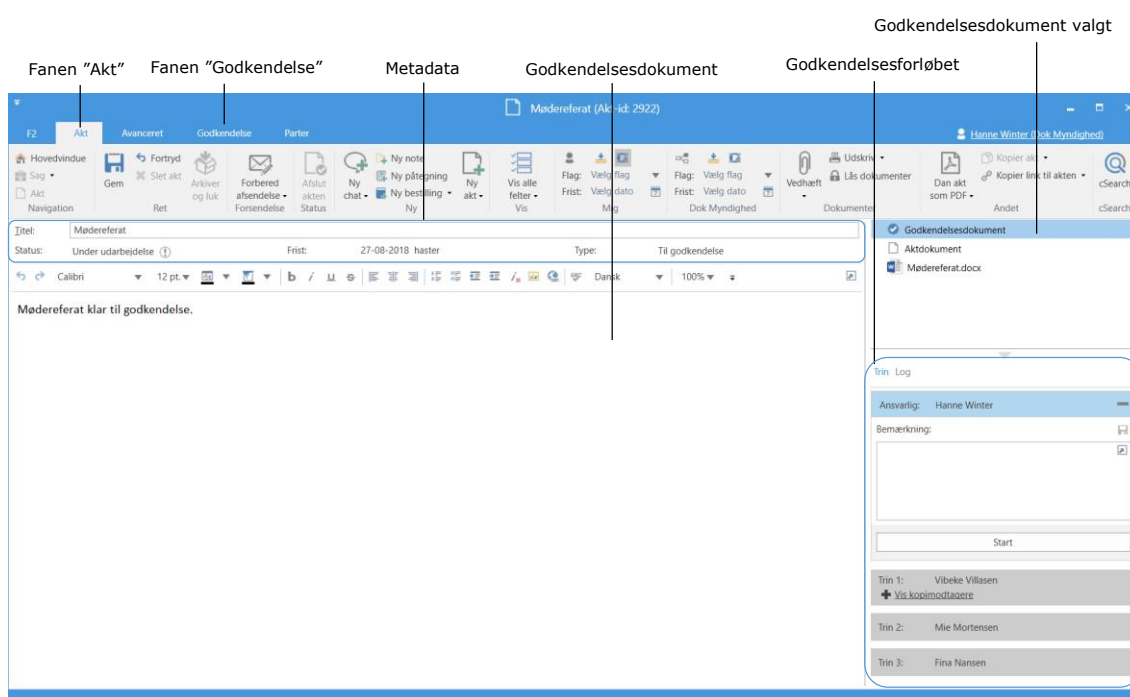 Godkendelsesdokument valgt
Fanen ”Akt” Fanen ”Godkendelse” Metadata Godkendelsesdokument Godkendelsesforløbet
Mødereferat (Akt-id: 2922)
F2 Akt Avanceret Godkendelse Parter Hanne Winter (Dok Myndighed)
Hovedvindue Fortryd Ny note Flag: Vælg flag Flag: Vælg flag Udskriv Kopier akt
Sag Gem Slet akt Arkiver og luk Forbered afsendelse Afslut akten Ny chat Ny påtegning Ny akt Vis alle felter Vedhæft Lås dokumenter Dan akt som PDF Kopier link til akten cSearch
Akt Ny bestilling Frist: Vælg dato Frist: Vælg dato
Navigation Ret Forsendelse Status Ny Vis Mig Dok Myndighed Dokumenter Andet cSearch
Titel: Mødereferat
Status: Under udarbejdelse Frist: 27-08-2018 haster Type: Til godkendelse
Calibri 12 pt. b / u Dansk 100%
Mødereferat klar til godkendelse.
Godkendelsesdokument
Aktdokument
Mødereferat.docx
Trin Log
Ansvarlig: Hanne Winter
Bemærkning:
Start
Trin 1: Vibeke Villasen
Vis kopimodtagere
Trin 2: Mie Mortensen
Trin 3: Fina Nansen